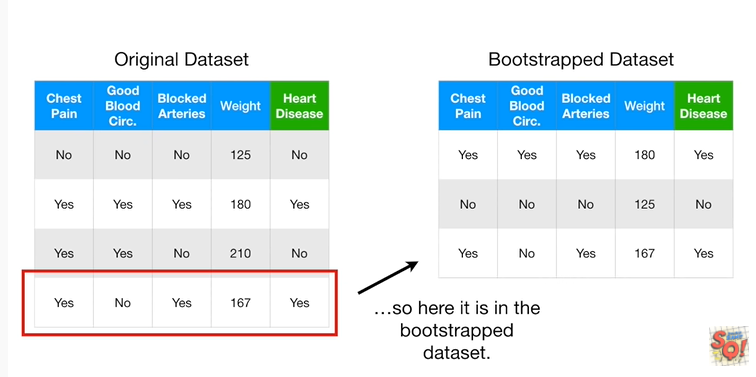 Original Dataset
Chest Pain Good Blood Circ. Blocked Arteries Weight Heart Disease
No No No 125 No
Yes Yes Yes 180 Yes
Yes Yes No 210 No
Yes No Yes 167 Yes
Bootstrapped Dataset
Chest Pain Good Blood Circ. Blocked Arteries Weight Heart Disease
Yes Yes Yes 180 Yes
No No No 125 No
Yes No Yes 167 Yes
…so here it is in the
bootstrapped
dataset.
SQ!